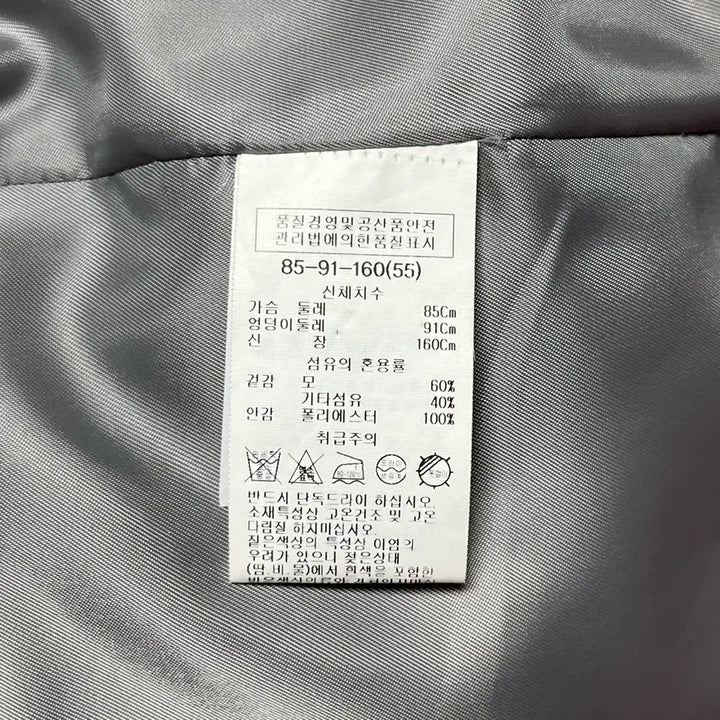 품질경영및공산품안전
관리법에의한품질표시
85-91-160(55)
신체치수
가슴 둘레 85Cm
엉덩이둘레 91Cm
신 장 160Cm
섬유의 혼용률
겉감 모 60%
기타섬유 40%
안감 폴리에스터 100%
취급주의
80-120℃ 드라이
반드시 단독드라이 하십시오.
소재특성상 고온건조 및 고온
다림질 하지마십시오.
짙은색상의 특성상 이염의
우려가 있으니 젖은상태
(땀.비.물)에서 흰색을 포함한